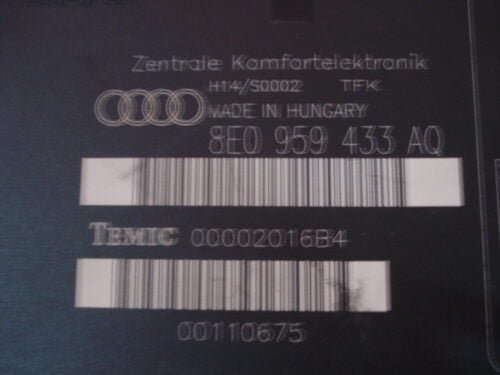 Zentrale Komfortelektronik
H14/S0002 TFK
MADE IN HUNGARY
8E0 959 433 AQ
TEMIC 00002016B4
00110675